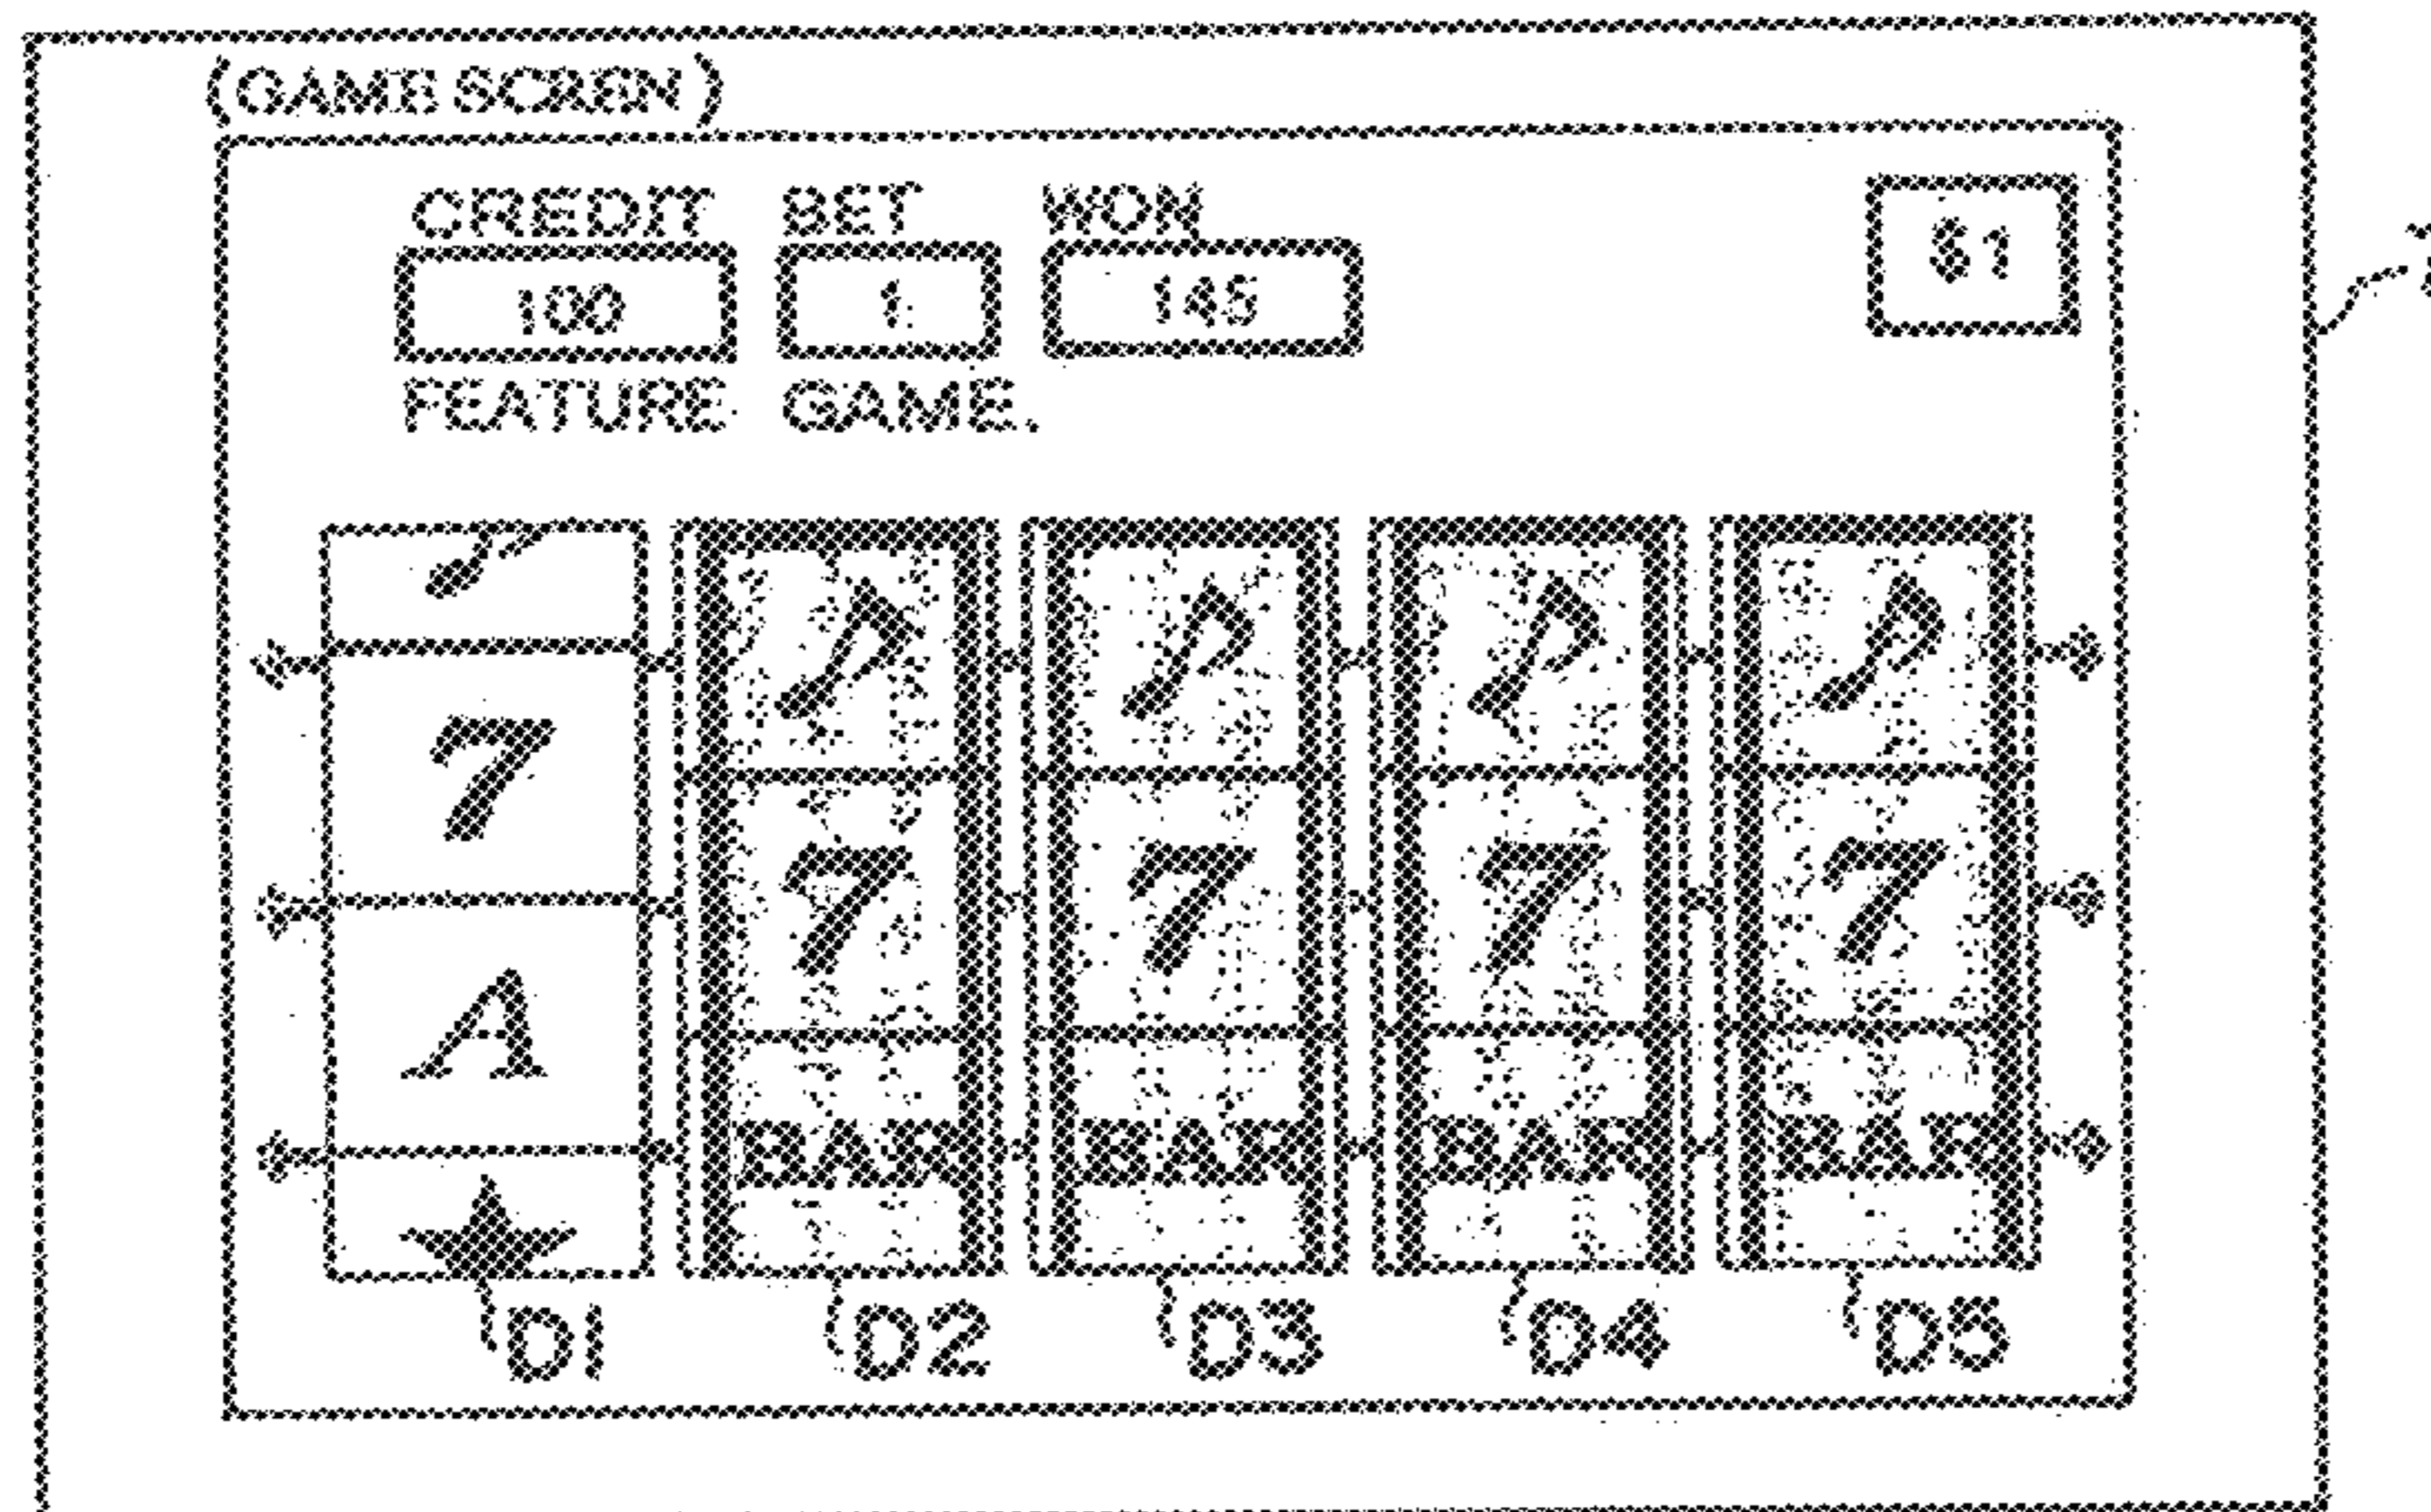 (GAME SCREN)
CREDIT BET WON
$1
100 1 145
FEATURE GAME.
7 7 7 7 7
A
BAR BAR BAR BAR
D1 D2 D3 D4 D5